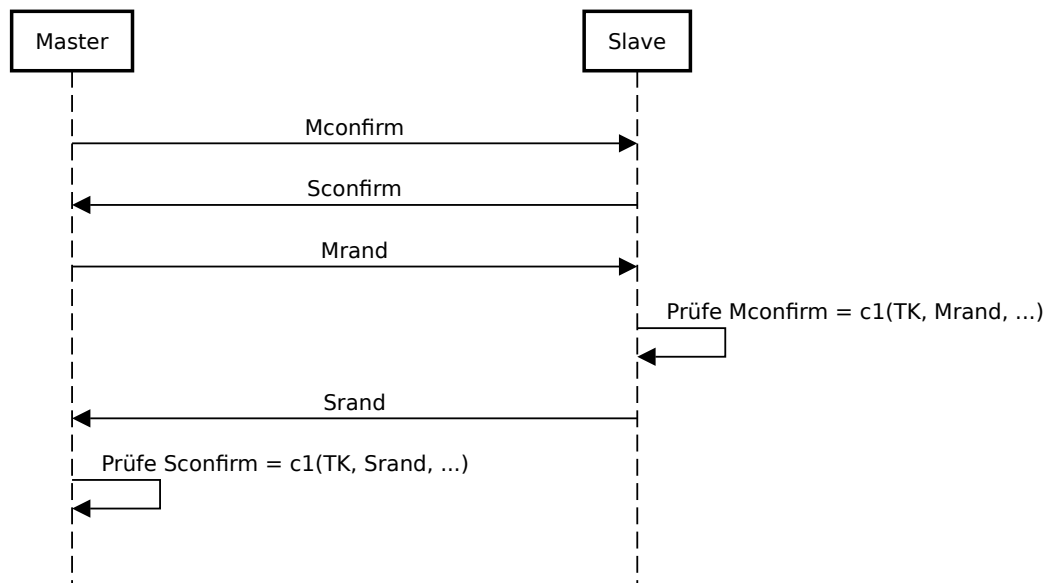 Master
Slave
Mconfirm
Sconfirm
Mrand
Prüfe Mconfirm = c1(TK, Mrand, ...)
Srand
Prüfe Sconfirm = c1(TK, Srand, ...)